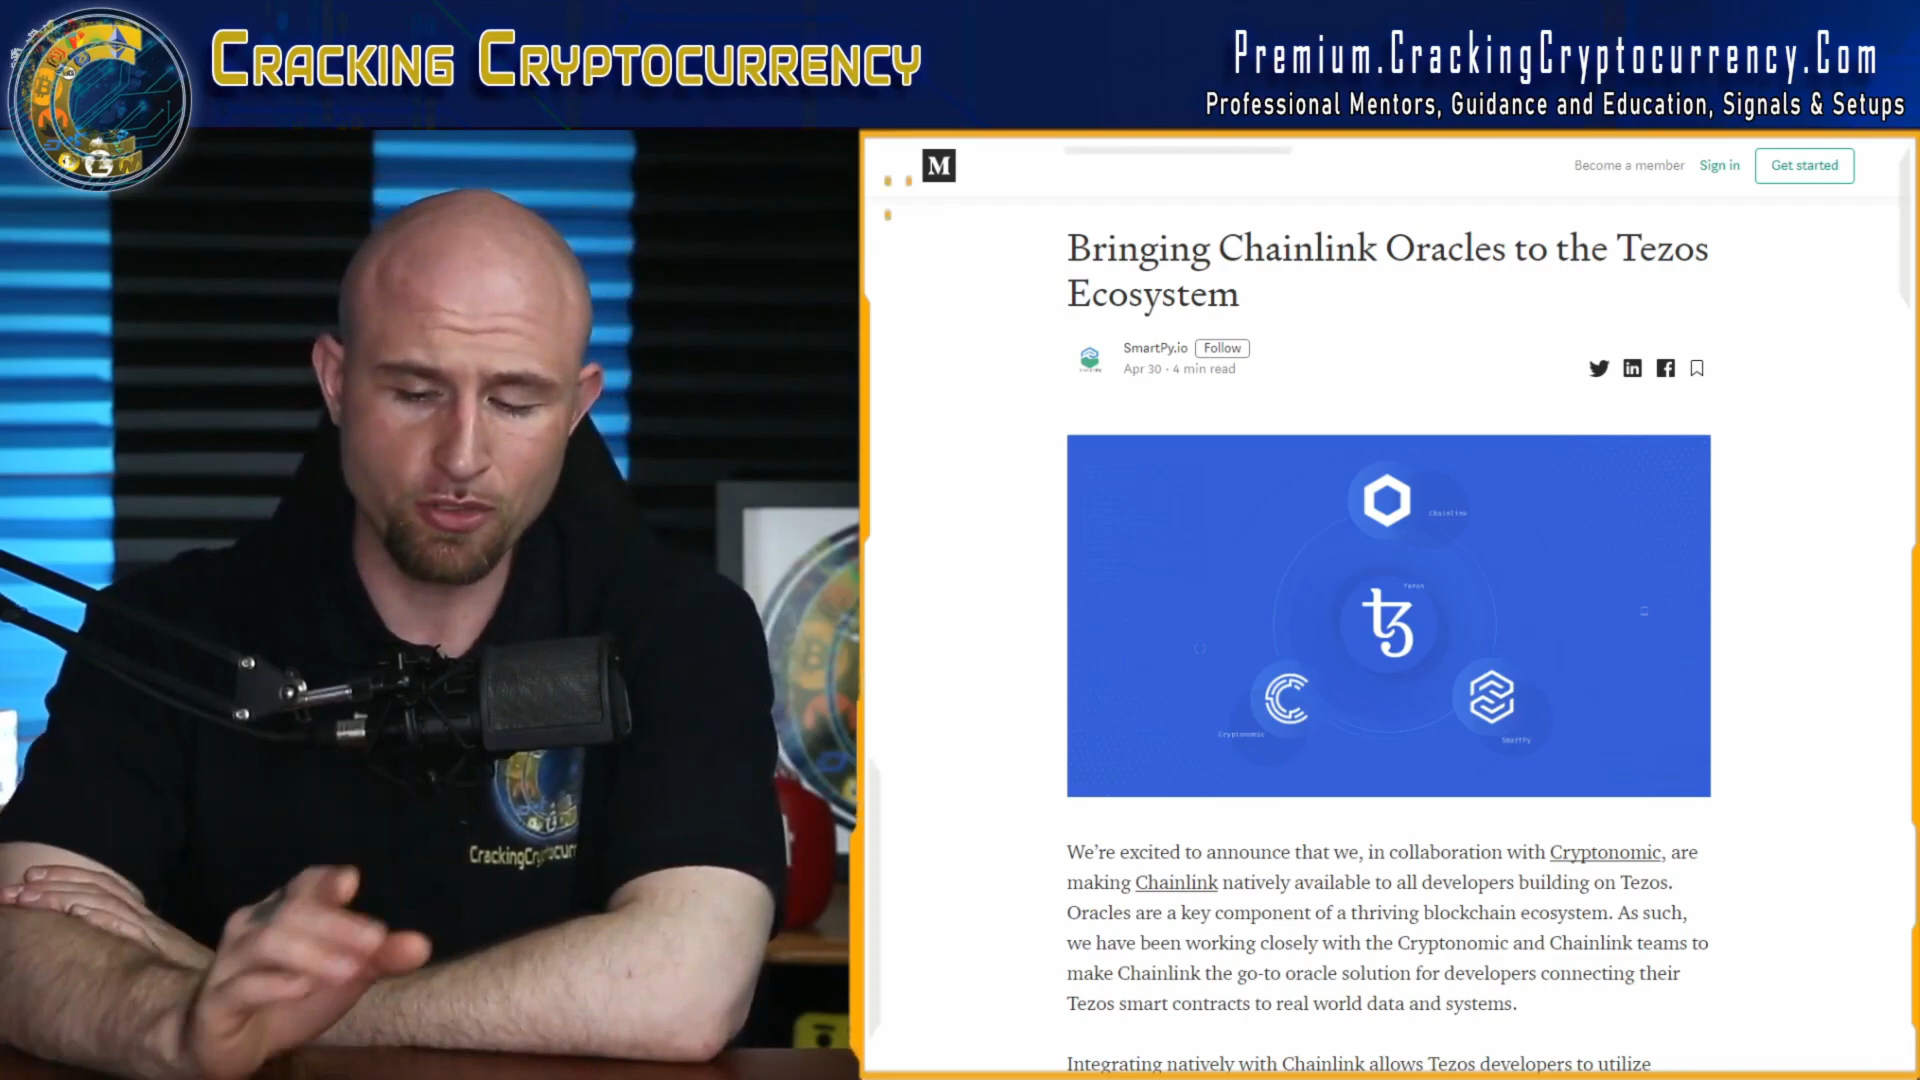 Cracking Cryptocurrency
Premium.CrackingCryptocurrency.Com
Professional Mentors, Guidance and Education, Signals & Setups
M
Become a member
Sign in
Get started
Bringing Chainlink Oracles to the Tezos
Ecosystem
SmartPy.io
Follow
Apr 30 · 4 min read
Chainlink
Tezos
Cryptonomic
SmartPy
We’re excited to announce that we, in collaboration with Cryptonomic, are
making Chainlink natively available to all developers building on Tezos.
Oracles are a key component of a thriving blockchain ecosystem. As such,
we have been working closely with the Cryptonomic and Chainlink teams to
make Chainlink the go-to oracle solution for developers connecting their
Tezos smart contracts to real world data and systems.
Integrating natively with Chainlink allows Tezos developers to utilize